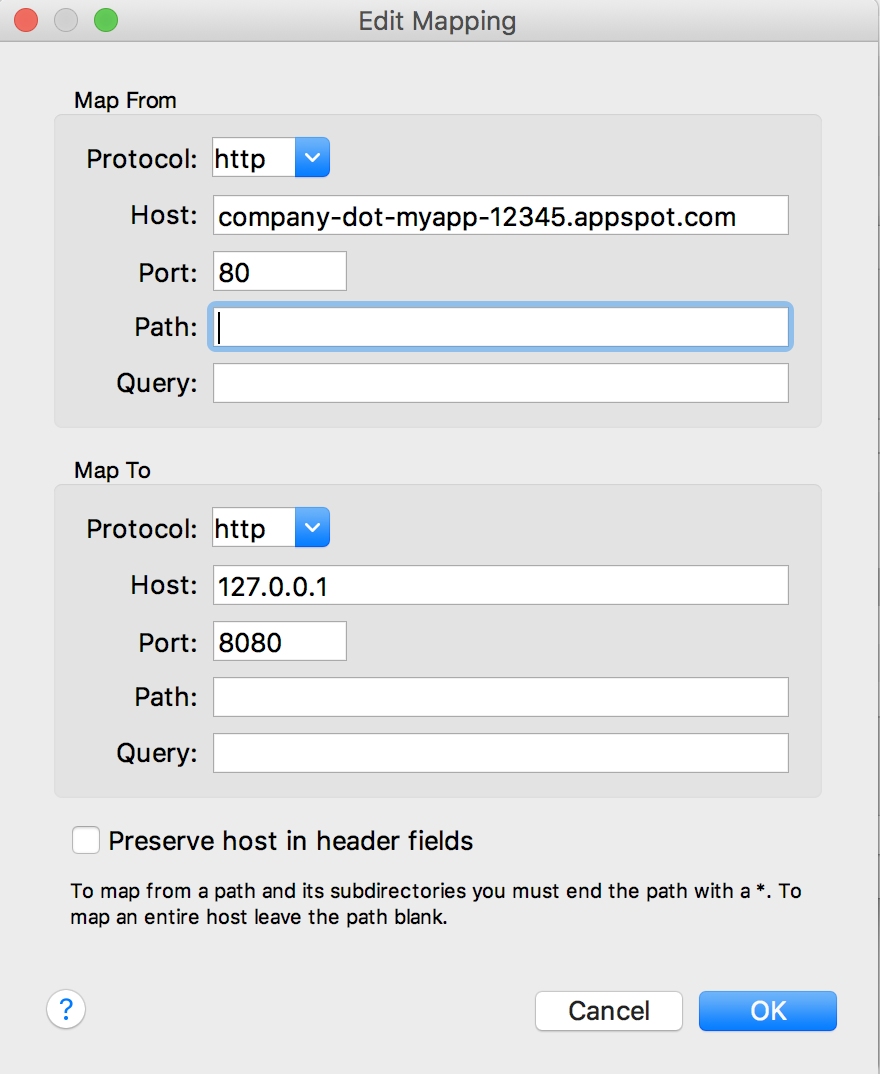 Edit Mapping
Map From
Protocol: http
Host: company-dot-myapp-12345.appspot.com
Port: 80
Path:
Query:
Map To
Protocol: http
Host: 127.0.0.1
Port: 8080
Path:
Query:
Preserve host in header fields
To map from a path and its subdirectories you must end the path with a *. To
map an entire host leave the path blank.
? Cancel OK